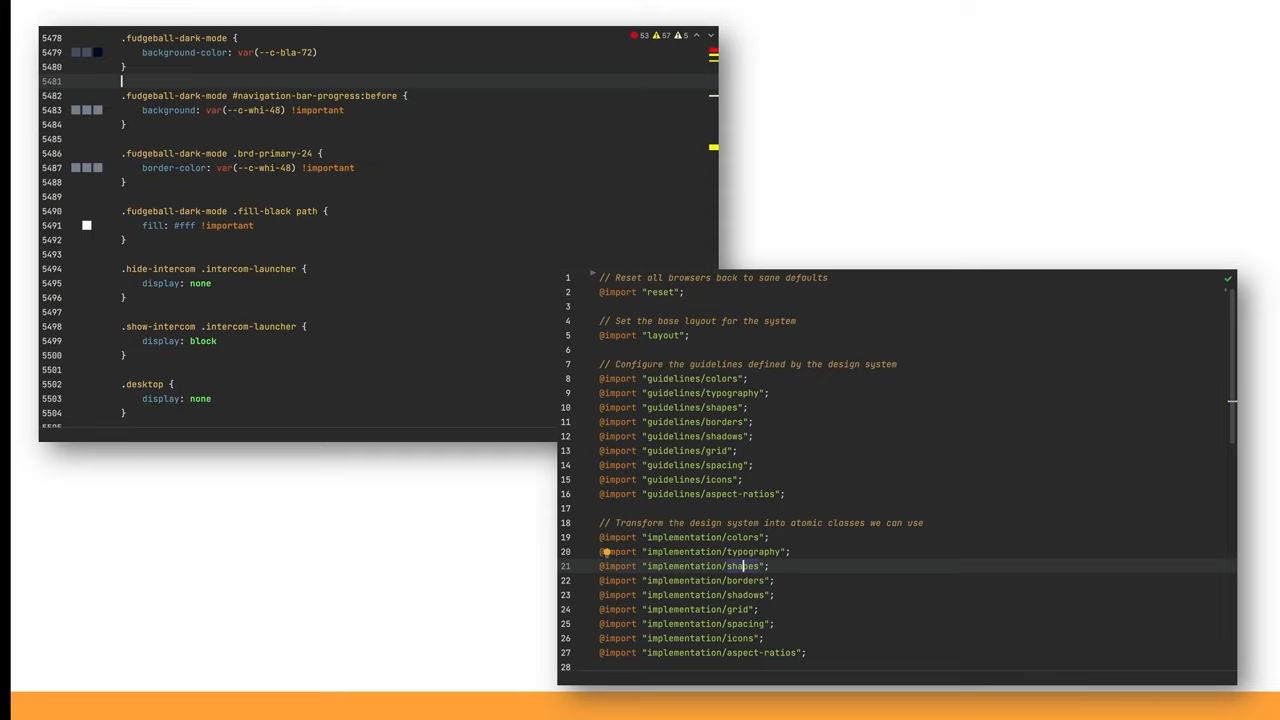 53 57 5
5478 .fudgeball-dark-mode {
5479 background-color: var(--c-bla-72)
5480 }
5481
5482 .fudgeball-dark-mode #navigation-bar-progress:before {
5483 background: var(--c-whi-48) !important
5484 }
5485
5486 .fudgeball-dark-mode .brd-primary-24 {
5487 border-color: var(--c-whi-48) !important
5488 }
5489
5490 .fudgeball-dark-mode .fill-black path {
5491 fill: #fff !important
5492 }
5493
5494 .hide-intercom .intercom-launcher {
5495 display: none
5496 }
5497
5498 .show-intercom .intercom-launcher {
5499 display: block
5500 }
5501
5502 .desktop {
5503 display: none
5504 }
1 // Reset all browsers back to sane defaults
2 @import "reset";
3
4 // Set the base layout for the system
5 @import "layout";
6
7 // Configure the guidelines defined by the design system
8 @import "guidelines/colors";
9 @import "guidelines/typography";
10 @import "guidelines/shapes";
11 @import "guidelines/borders";
12 @import "guidelines/shadows";
13 @import "guidelines/grid";
14 @import "guidelines/spacing";
15 @import "guidelines/icons";
16 @import "guidelines/aspect-ratios";
17
18 // Transform the design system into atomic classes we can use
19 @import "implementation/colors";
20 @import "implementation/typography";
21 @import "implementation/shapes";
22 @import "implementation/borders";
23 @import "implementation/shadows";
24 @import "implementation/grid";
25 @import "implementation/spacing";
26 @import "implementation/icons";
27 @import "implementation/aspect-ratios";
28